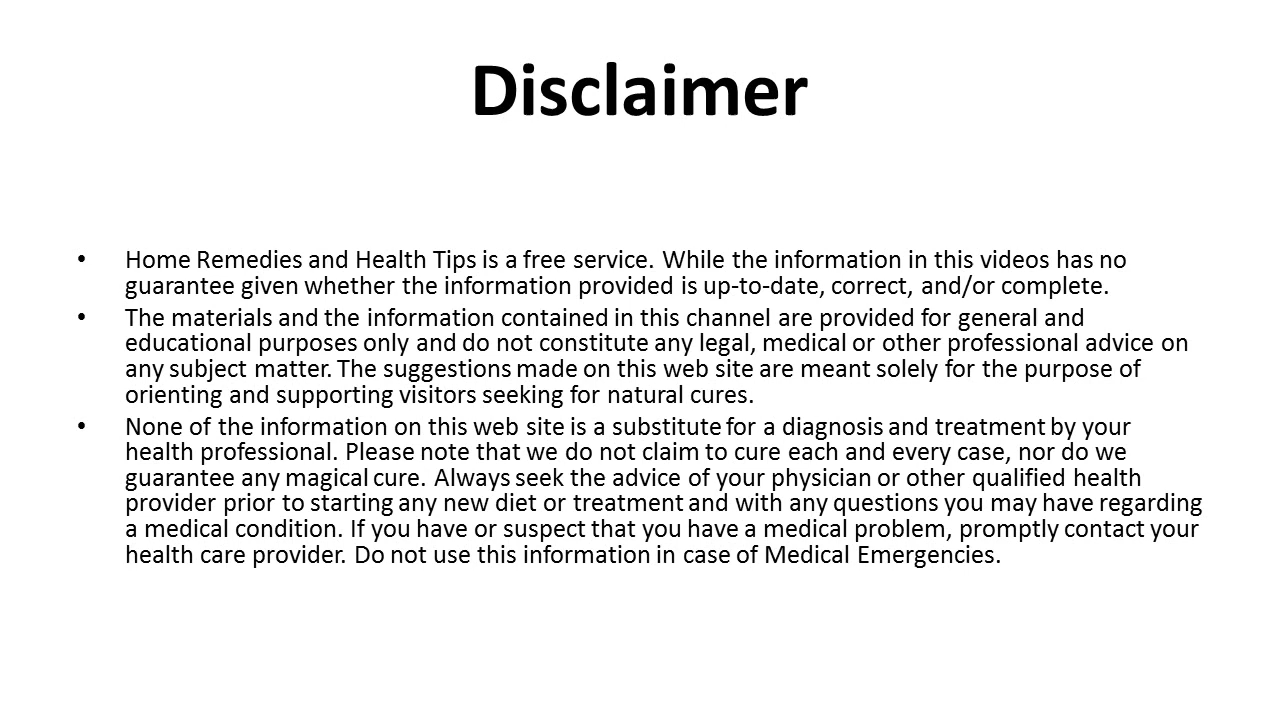 Disclaimer
• Home Remedies and Health Tips is a free service. While the information in this videos has no
guarantee given whether the information provided is up-to-date, correct, and/or complete.
• The materials and the information contained in this channel are provided for general and
educational purposes only and do not constitute any legal, medical or other professional advice on
any subject matter. The suggestions made on this web site are meant solely for the purpose of
orienting and supporting visitors seeking for natural cures.
• None of the information on this web site is a substitute for a diagnosis and treatment by your
health professional. Please note that we do not claim to cure each and every case, nor do we
guarantee any magical cure. Always seek the advice of your physician or other qualified health
provider prior to starting any new diet or treatment and with any questions you may have regarding
a medical condition. If you have or suspect that you have a medical problem, promptly contact your
health care provider. Do not use this information in case of Medical Emergencies.